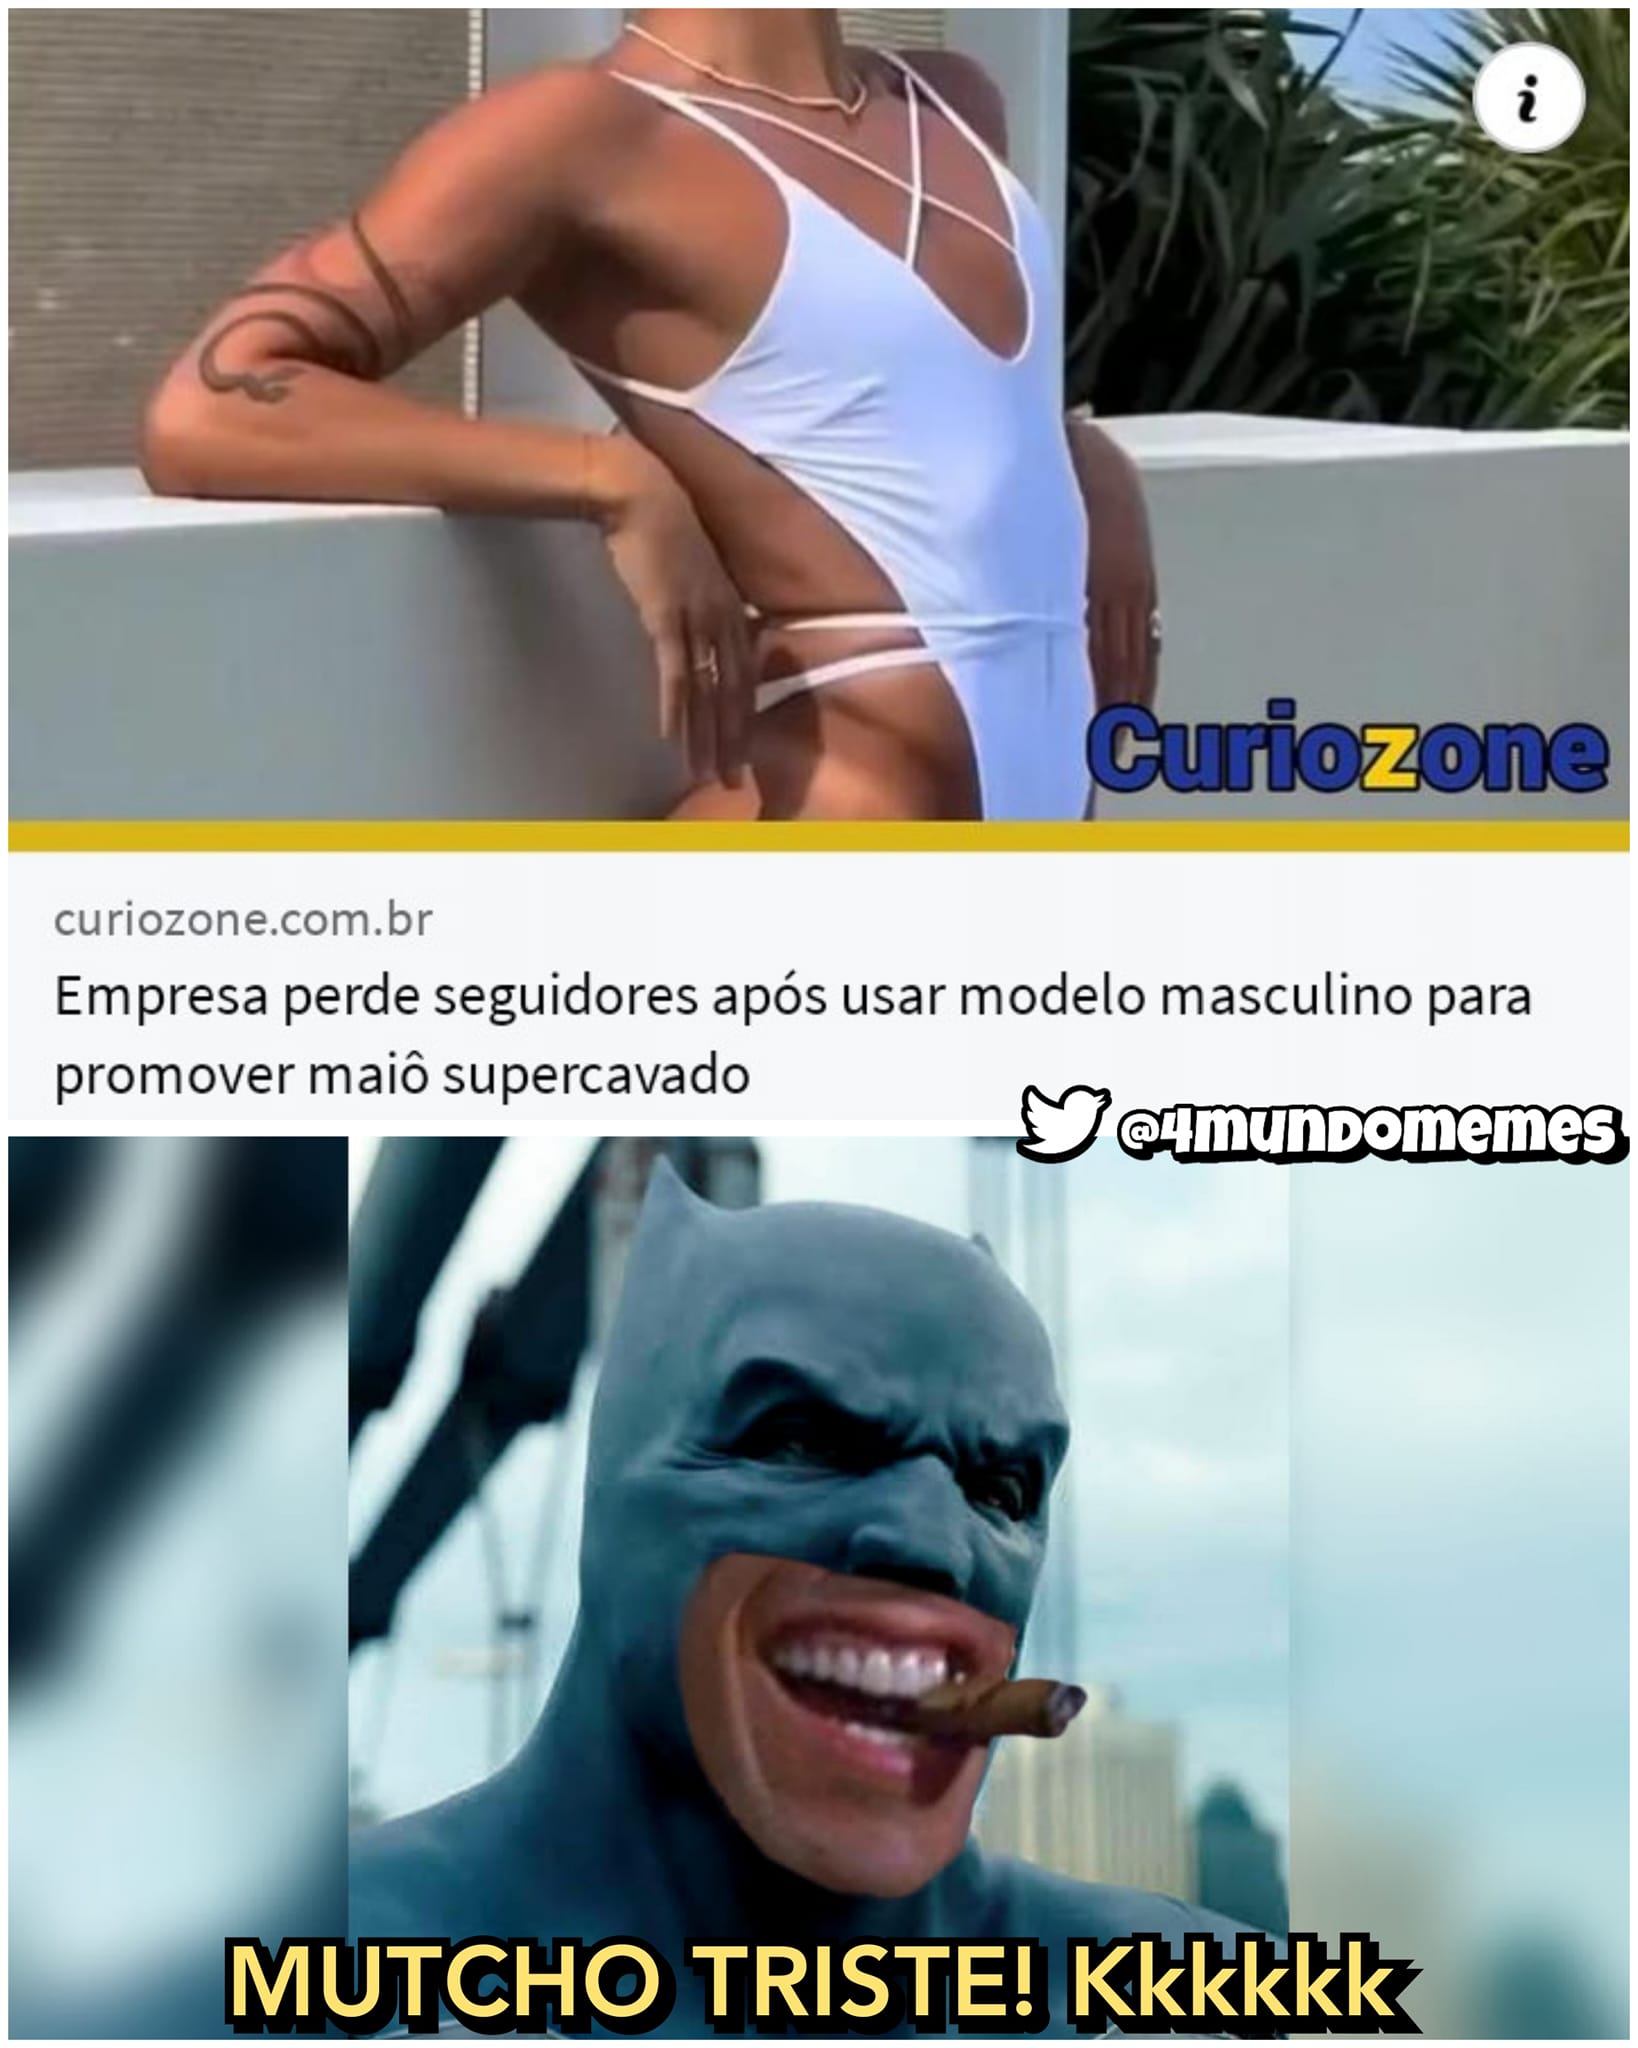 i
Curiozone
curiozone.com.br
Empresa perde seguidores após usar modelo masculino para
promover maiô supercavado
@4mundomemes
MUTCHO TRISTE! Kkkkkk